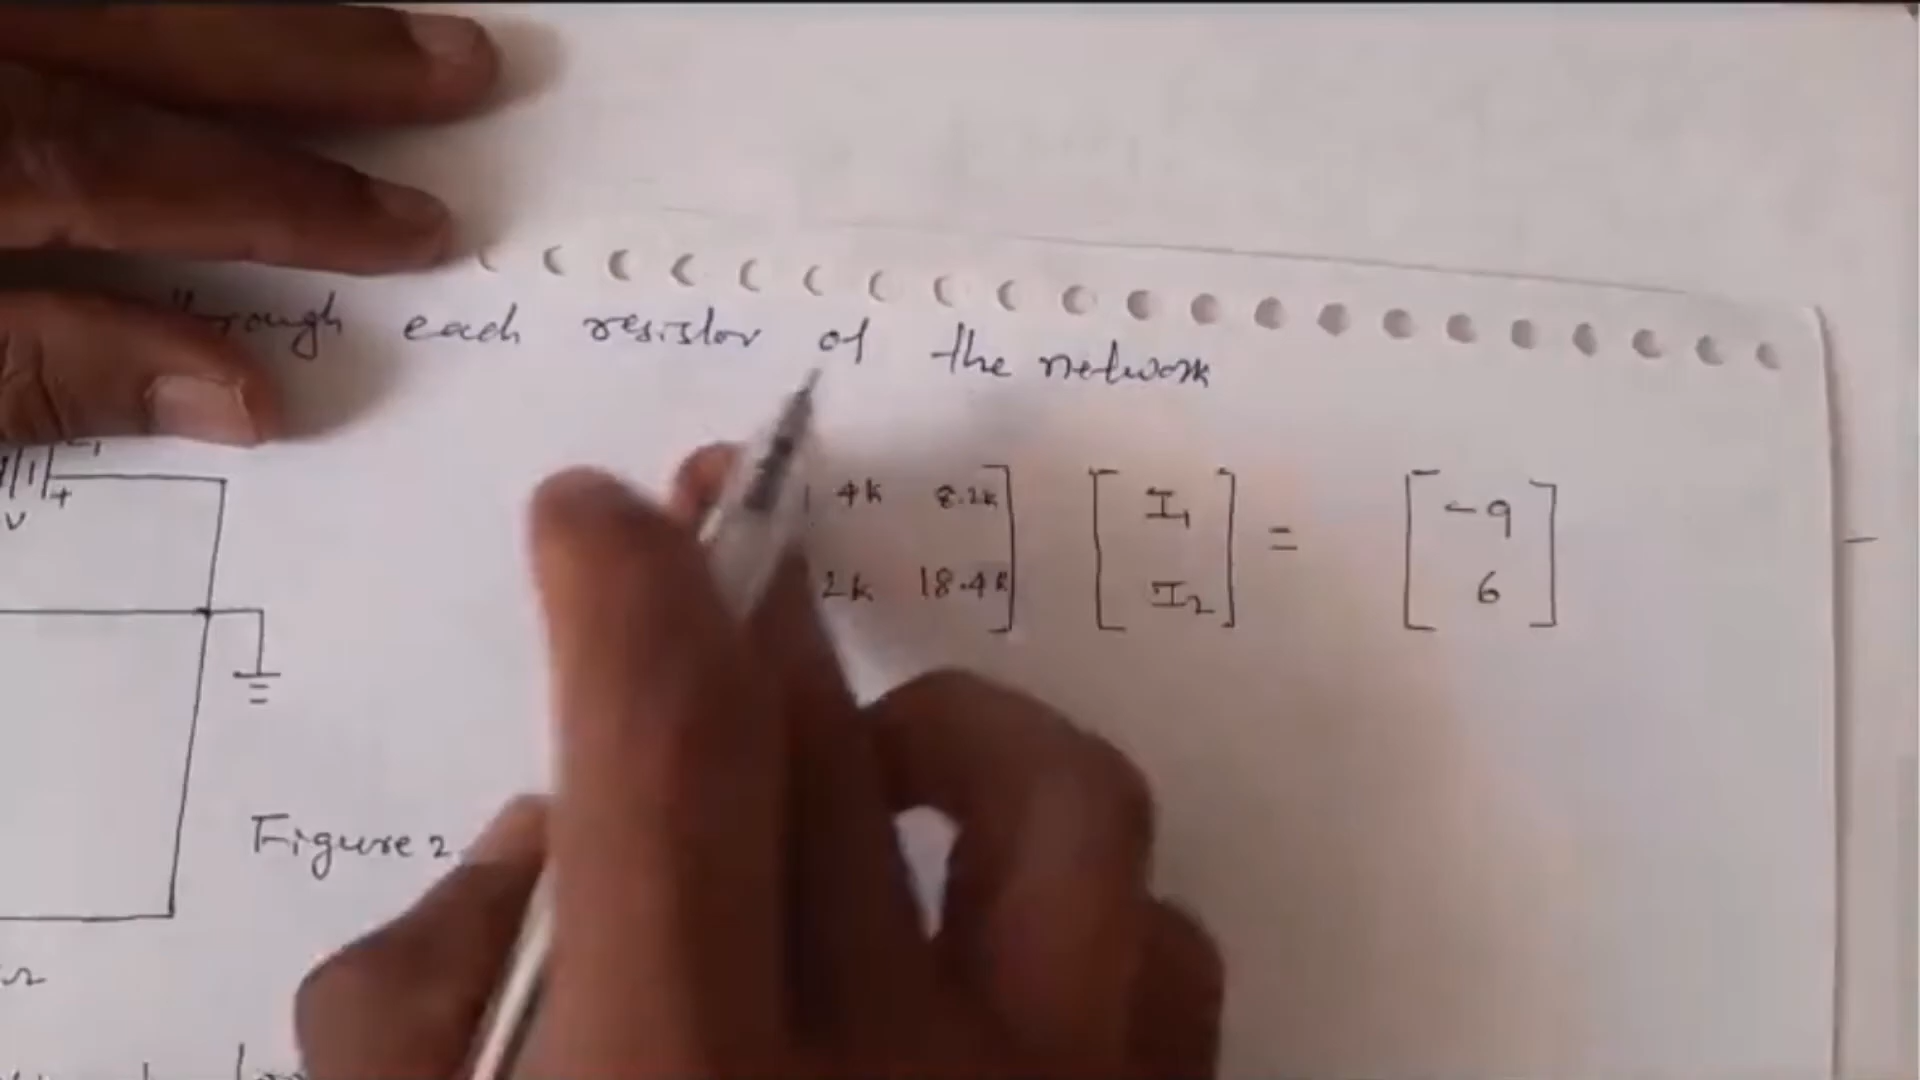 each resistor of the network
+
V
4k 8.2k I1 = -9
2k 18.4k I2 6
Figure 2